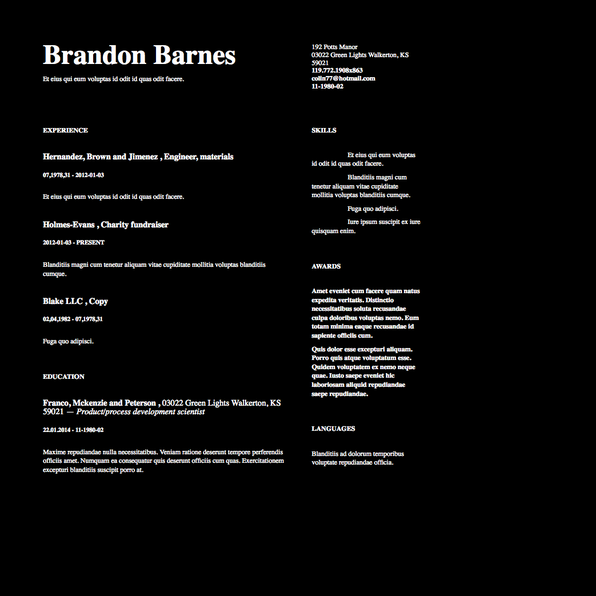 Brandon Barnes
Et eius qui eum voluptas id odit id quas odit facere.
192 Potts Manor
03022 Green Lights Walkerton, KS
59021
119.772.1908x863
colin77@hotmail.com
11-1980-02
EXPERIENCE
Hernandez, Brown and Jimenez , Engineer, materials
07,1978,31 - 2012-01-03
Et eius qui eum voluptas id odit id quas odit facere.
Holmes-Evans , Charity fundraiser
2012-01-03 - PRESENT
Blanditiis magni cum tenetur aliquam vitae cupiditate mollitia voluptas blanditiis
cumque.
Blake LLC , Copy
02,04,1982 - 07,1978,31
Fuga quo adipisci.
EDUCATION
Franco, Mckenzie and Peterson , 03022 Green Lights Walkerton, KS
59021 — Product/process development scientist
22.01.2014 - 11-1980-02
Maxime repudiandae nulla necessitatibus. Veniam ratione deserunt tempore perferendis
officiis amet. Numquam ea consequatur quis deserunt officiis cum quas. Exercitationem
excepturi blanditiis suscipit porro at.
SKILLS
Et eius qui eum voluptas
id odit id quas odit facere.
Blanditiis magni cum
tenetur aliquam vitae cupiditate
mollitia voluptas blanditiis cumque.
Fuga quo adipisci.
Iure ipsum suscipit ex iure
quisquam enim.
AWARDS
Amet eveniet cum facere quam natus
expedita veritatis. Distinctio
necessitatibus soluta recusandae
culpa doloribus voluptas nemo. Eum
totam minima eaque recusandae id
sapiente officiis cum.
Quis dolor esse excepturi aliquam.
Porro quis atque voluptatum esse.
Quidem voluptatem ex nemo neque
quae. Iusto saepe eveniet hic
laboriosam aliquid repudiandae
saepe repudiandae.
LANGUAGES
Blanditiis ad dolorum temporibus
voluptate repudiandae officia.